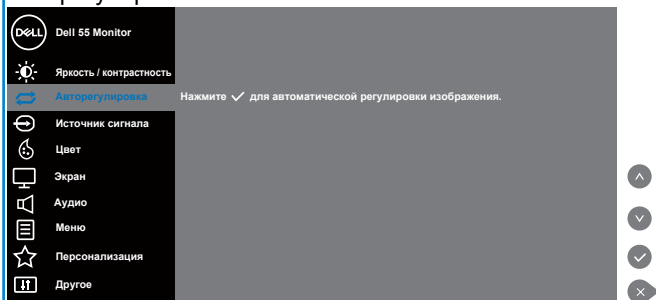 DELL
Dell 55 Monitor
Яркость / контрастность
Авторегулировка
Нажмите для автоматической регулировки изображения.
Источник сигнала
Цвет
Экран
Аудио
Меню
Персонализация
Другое